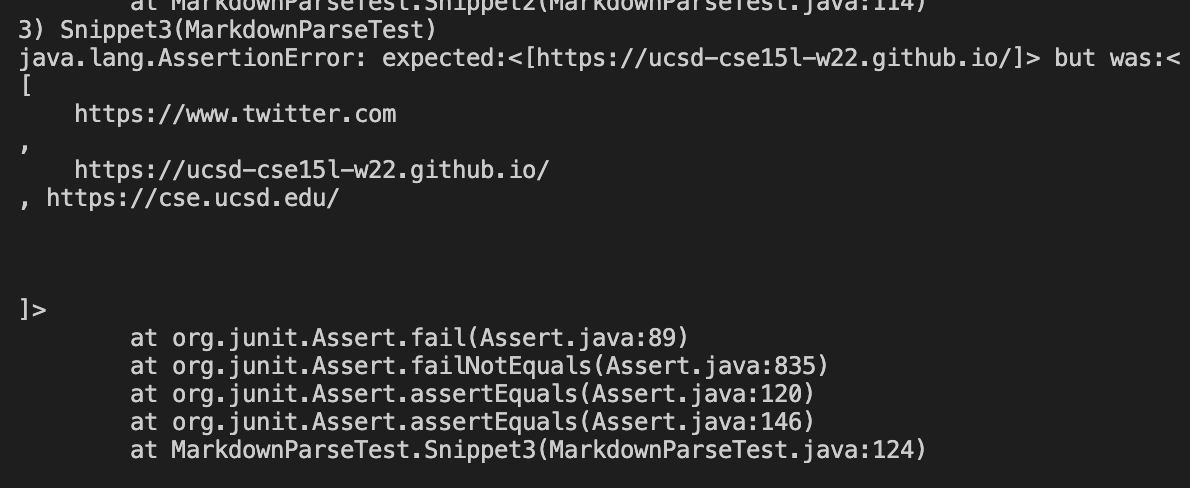 at MarkdownParseTest.Snippet2(MarkdownParseTest.java:114)
3) Snippet3(MarkdownParseTest)
java.lang.AssertionError: expected:<[https://ucsd-cse15l-w22.github.io/]> but was:<
[
    https://www.twitter.com
,
    https://ucsd-cse15l-w22.github.io/
, https://cse.ucsd.edu/
]>
        at org.junit.Assert.fail(Assert.java:89)
        at org.junit.Assert.failNotEquals(Assert.java:835)
        at org.junit.Assert.assertEquals(Assert.java:120)
        at org.junit.Assert.assertEquals(Assert.java:146)
        at MarkdownParseTest.Snippet3(MarkdownParseTest.java:124)